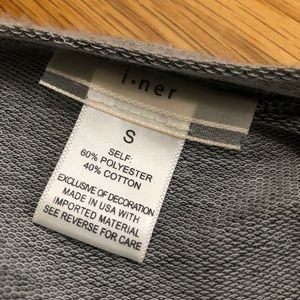 i.ner
S
SELF:
60% POLYESTER
40% COTTON
EXCLUSIVE OF DECORATION
MADE IN USA WITH
IMPORTED MATERIAL
SEE REVERSE FOR CARE